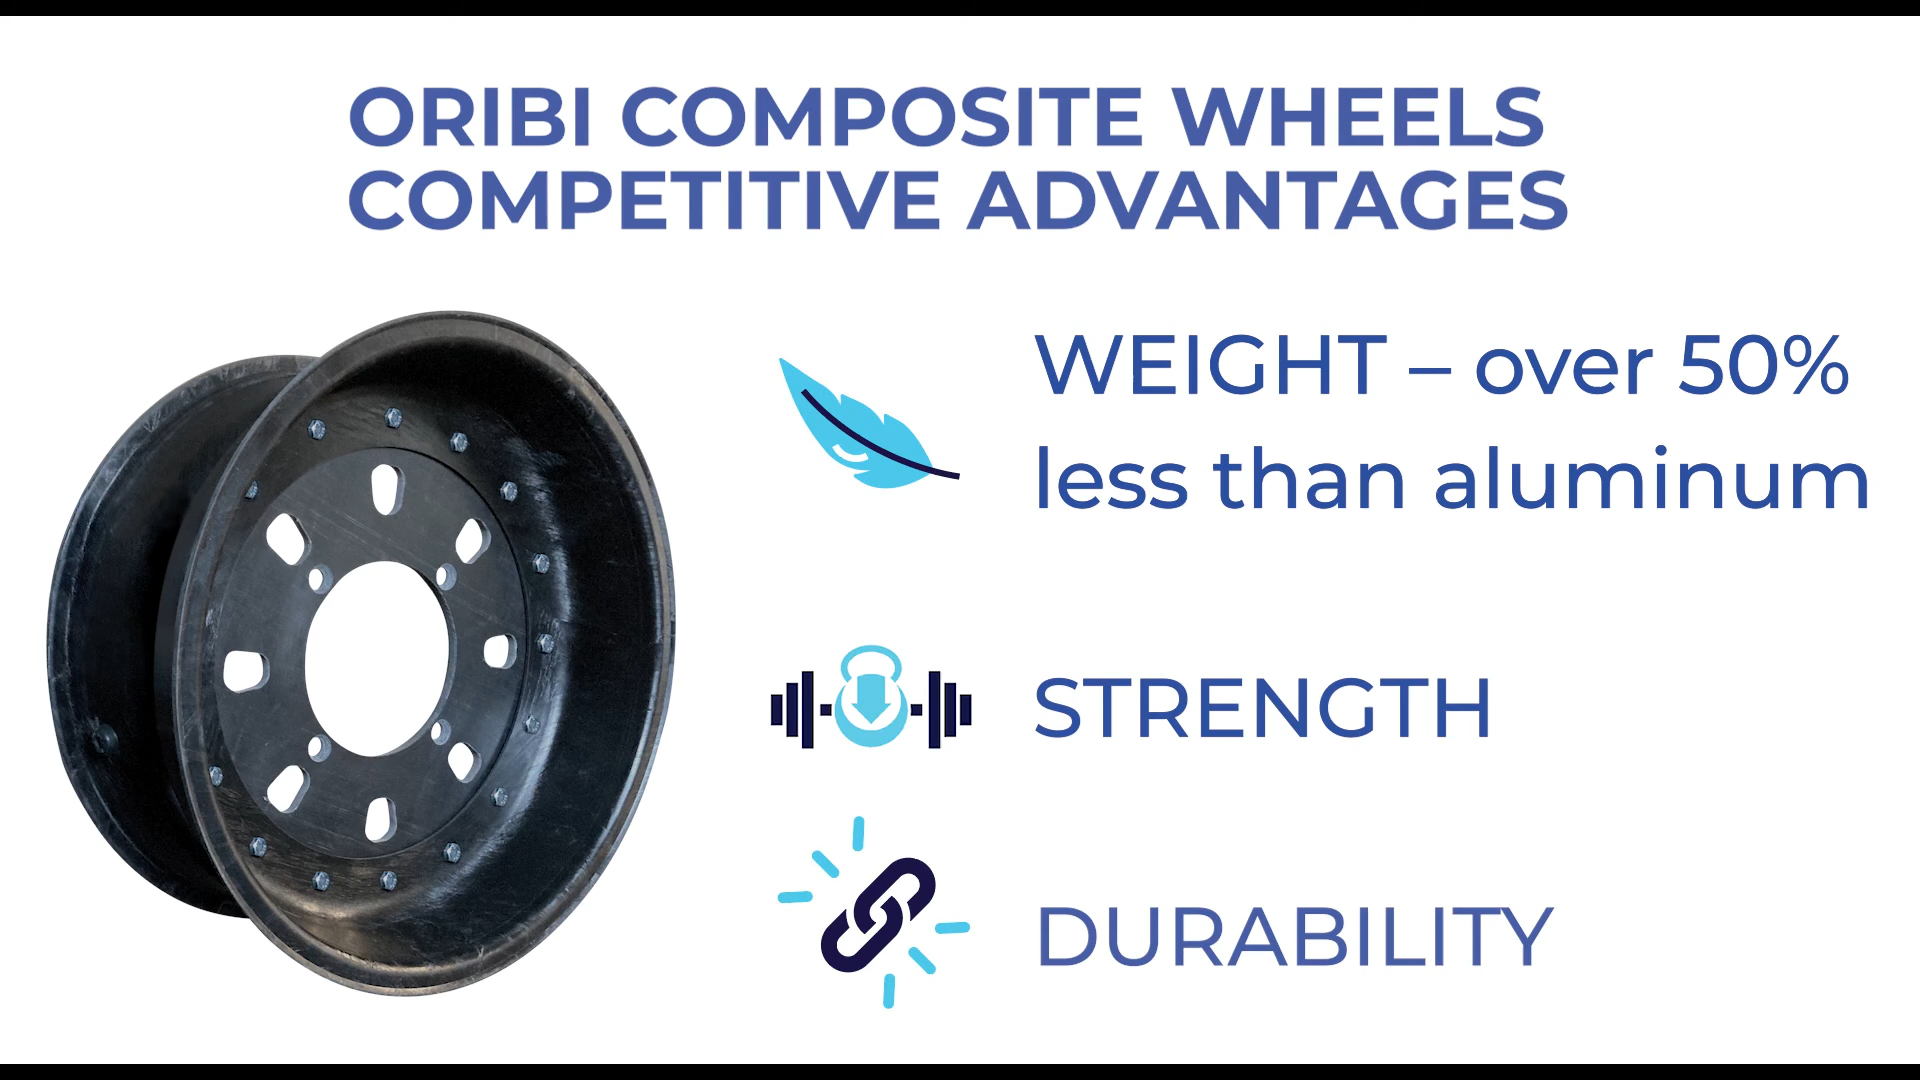 ORIBI COMPOSITE WHEELS
COMPETITIVE ADVANTAGES
WEIGHT – over 50%
less than aluminum
STRENGTH
DURABILITY